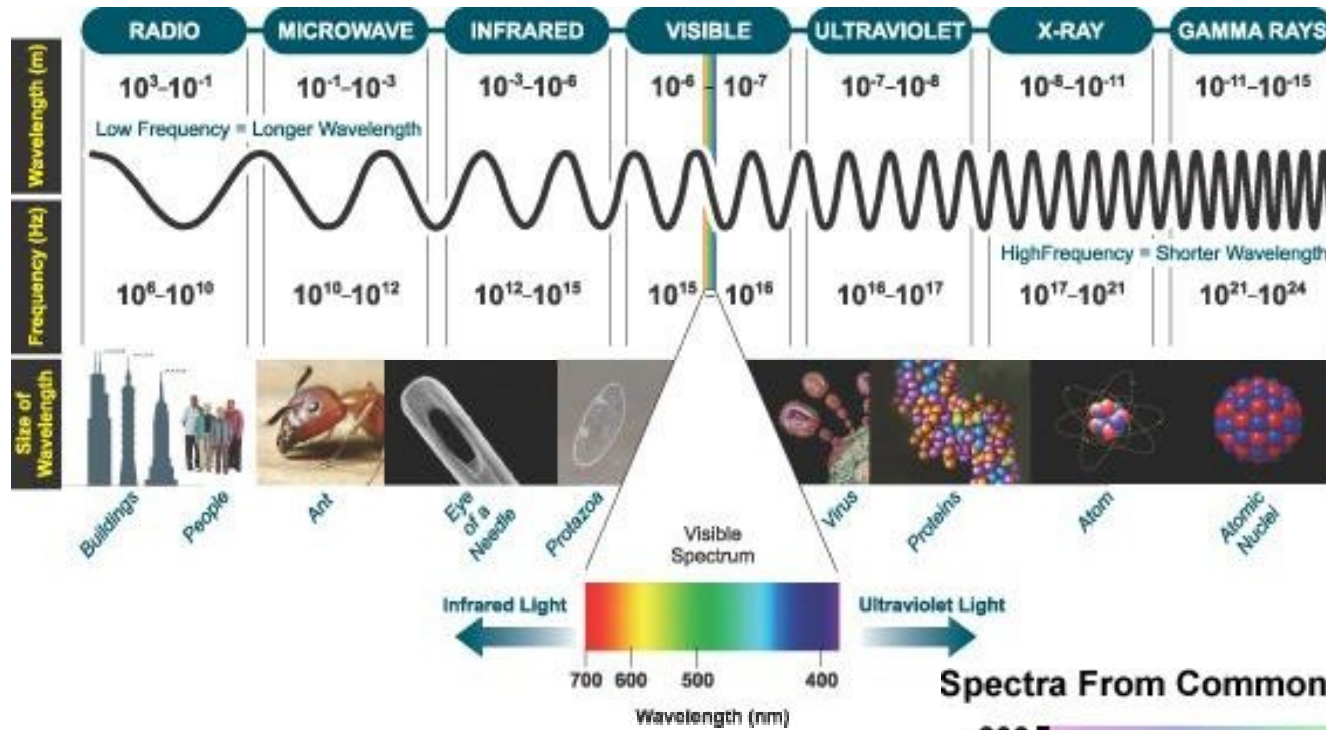 RADIO MICROWAVE INFRARED VISIBLE ULTRAVIOLET X-RAY GAMMA RAYS
Wavelength (m)
10³–10⁻¹ 10⁻¹–10⁻³ 10⁻³–10⁻⁶ 10⁻⁶ – 10⁻⁷ 10⁻⁷–10⁻⁸ 10⁻⁸–10⁻¹¹ 10⁻¹¹–10⁻¹⁵
Low Frequency = Longer Wavelength
HighFrequency = Shorter Wavelength
Frequency (Hz)
10⁶–10¹⁰ 10¹⁰–10¹² 10¹²–10¹⁵ 10¹⁵ – 10¹⁶ 10¹⁶–10¹⁷ 10¹⁷–10²¹ 10²¹–10²⁴
Size of
Wavelength
Buildings
People
Ant
Eye
of a
Needle
Protazoa
Virus
Proteins
Atom
Atomic
Nuclei
Visible
Spectrum
Infrared Light
Ultraviolet Light
700 600 500 400
Wavelength (nm)
Spectra From Common